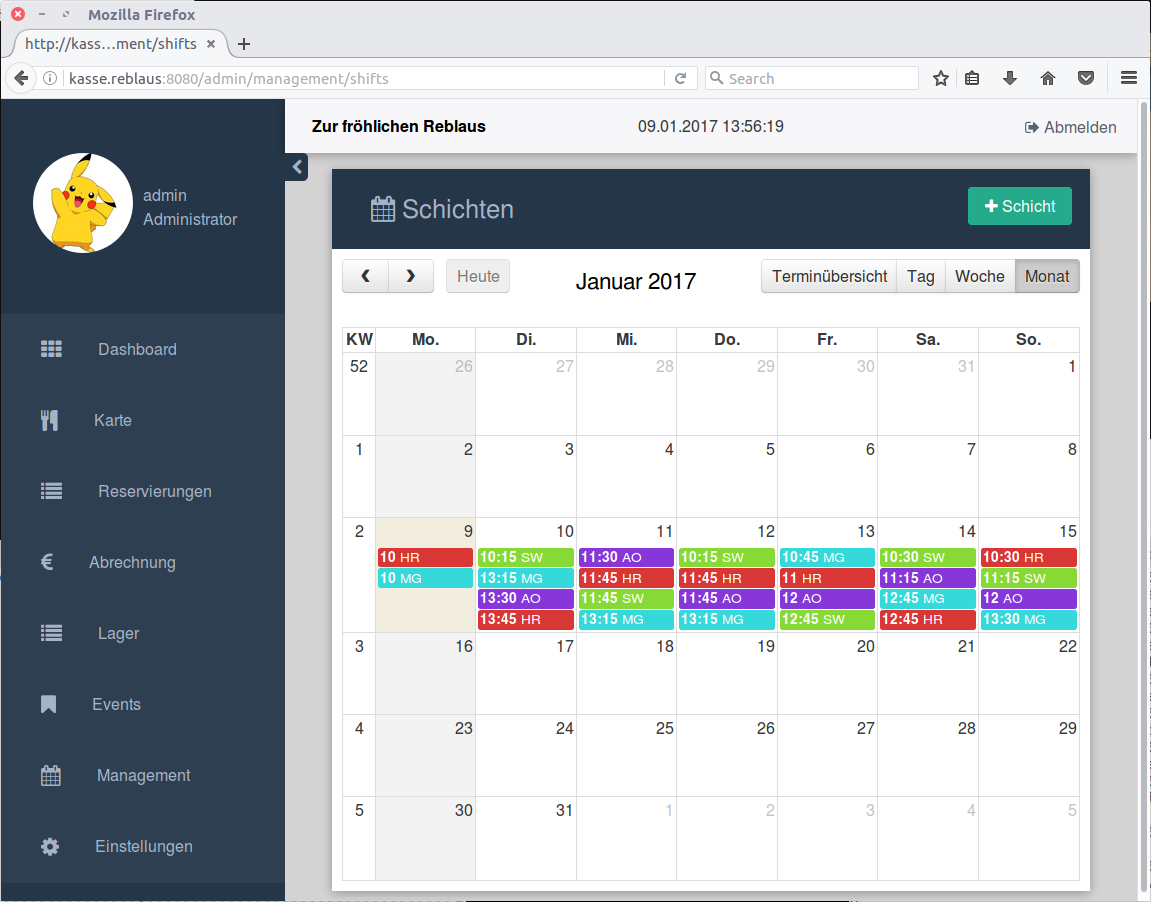 Mozilla Firefox
http://kass...ment/shifts
kasse.reblaus:8080/admin/management/shifts
Search
Zur fröhlichen Reblaus 09.01.2017 13:56:19 Abmelden
admin
Administrator
Dashboard
Karte
Reservierungen
Abrechnung
Lager
Events
Management
Einstellungen
Schichten
Schicht
Heute Januar 2017 Terminübersicht Tag Woche Monat
KW Mo. Di. Mi. Do. Fr. Sa. So.
52 26 27 28 29 30 31 1
1 2 3 4 5 6 7 8
2 9 10 11 12 13 14 15
10 HR 10:15 SW 11:30 AO 10:15 SW 10:45 MG 10:30 SW 10:30 HR
10 MG 13:15 MG 11:45 HR 11:45 HR 11 HR 11:15 AO 11:15 SW
13:30 AO 11:45 SW 11:45 AO 12 AO 12:45 MG 12 AO
13:45 HR 13:15 MG 13:15 MG 12:45 SW 12:45 HR 13:30 MG
3 16 17 18 19 20 21 22
4 23 24 25 26 27 28 29
5 30 31 1 2 3 4 5